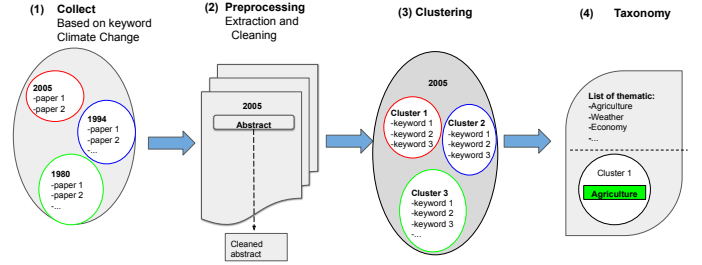 (1) Collect
Based on keyword
Climate Change
2005
-paper 1
-paper 2
1994
-paper 1
-paper 2
-...
1980
-paper 1
-paper 2
-...
(2) Preprocessing
Extraction and
Cleaning
2005
Abstract
Cleaned
abstract
(3) Clustering
2005
Cluster 1
-keyword 1
-keyword 2
-keyword 3
Cluster 2
-keyword 1
-keyword 2
-keyword 3
Cluster 3
-keyword 1
-keyword 2
-keyword 3
-...
(4) Taxonomy
List of thematic:
-Agriculture
-Weather
-Economy
-...
Cluster 1
Agriculture